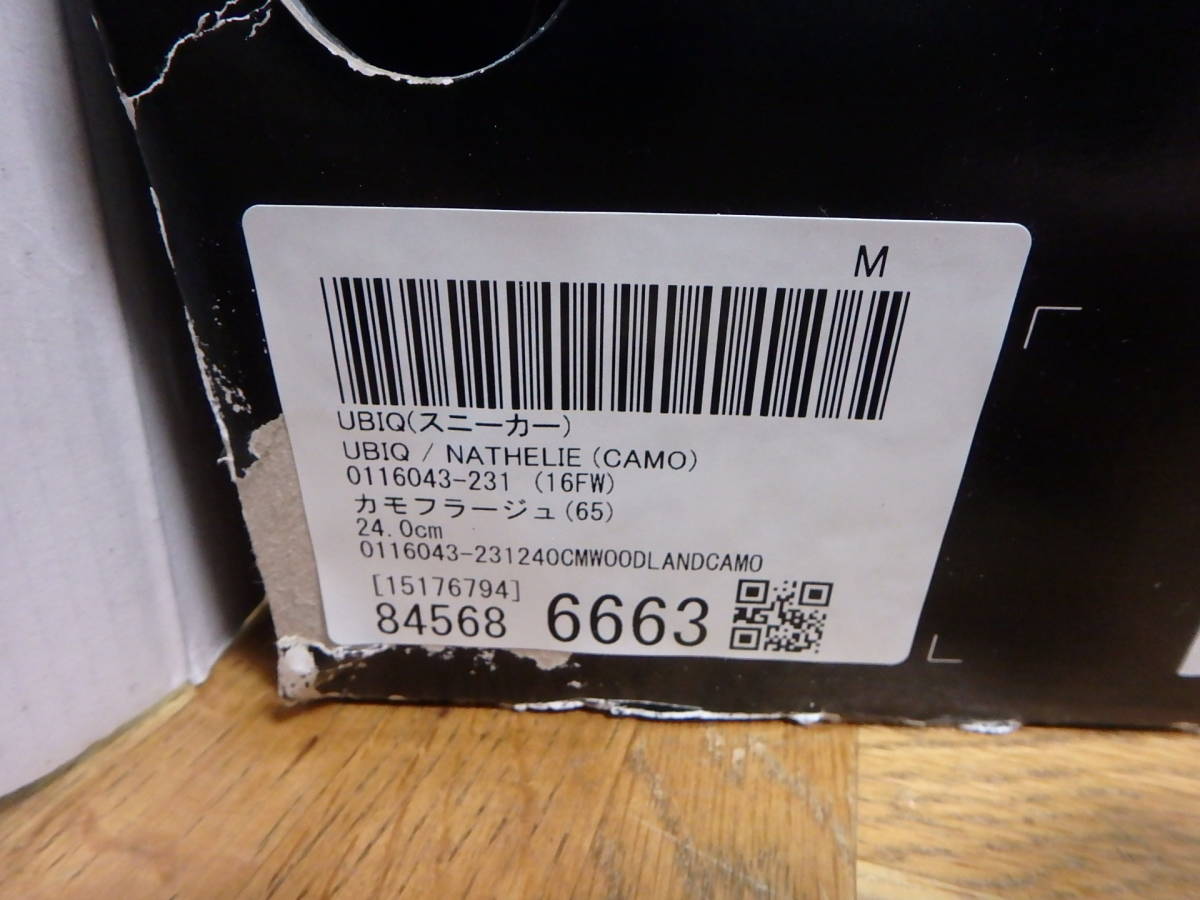 M
UBIQ(スニーカー)
UBIQ / NATHELIE (CAMO)
0116043-231 (16FW)
カモフラージュ(65)
24.0cm
0116043-231240CMWOODLANDCAMO
[15176794]
84568 6663